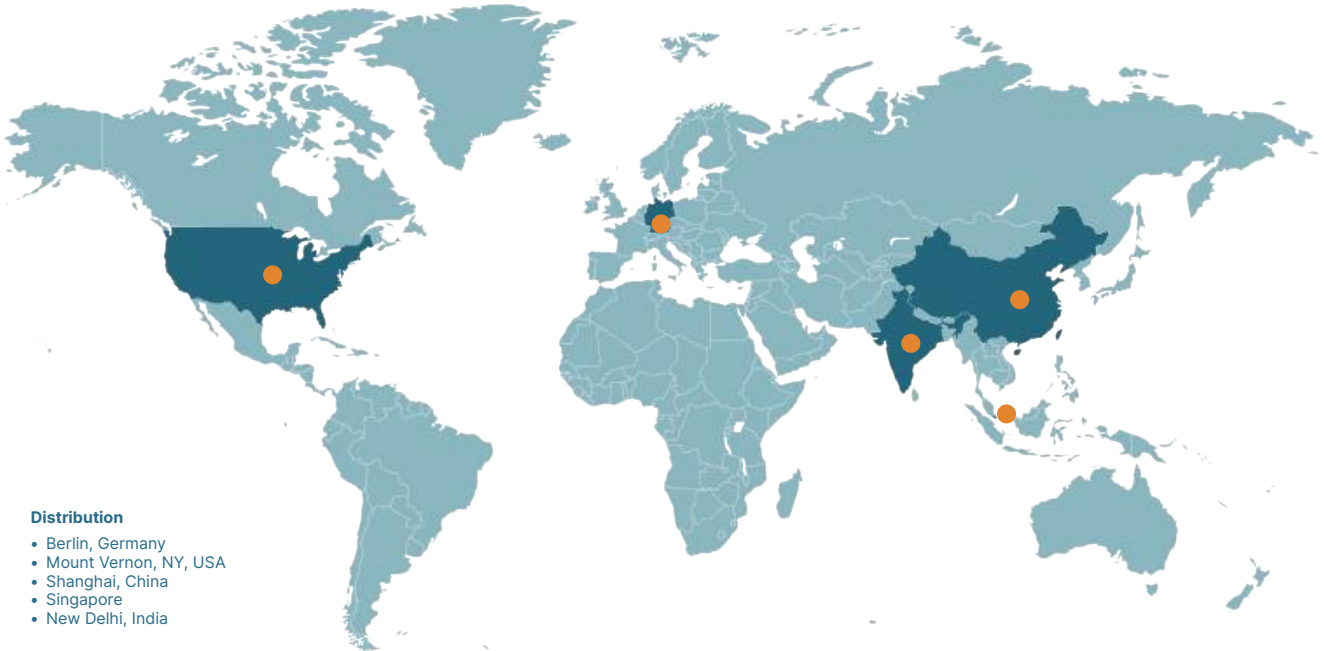 Distribution
• Berlin, Germany
• Mount Vernon, NY, USA
• Shanghai, China
• Singapore
• New Delhi, India